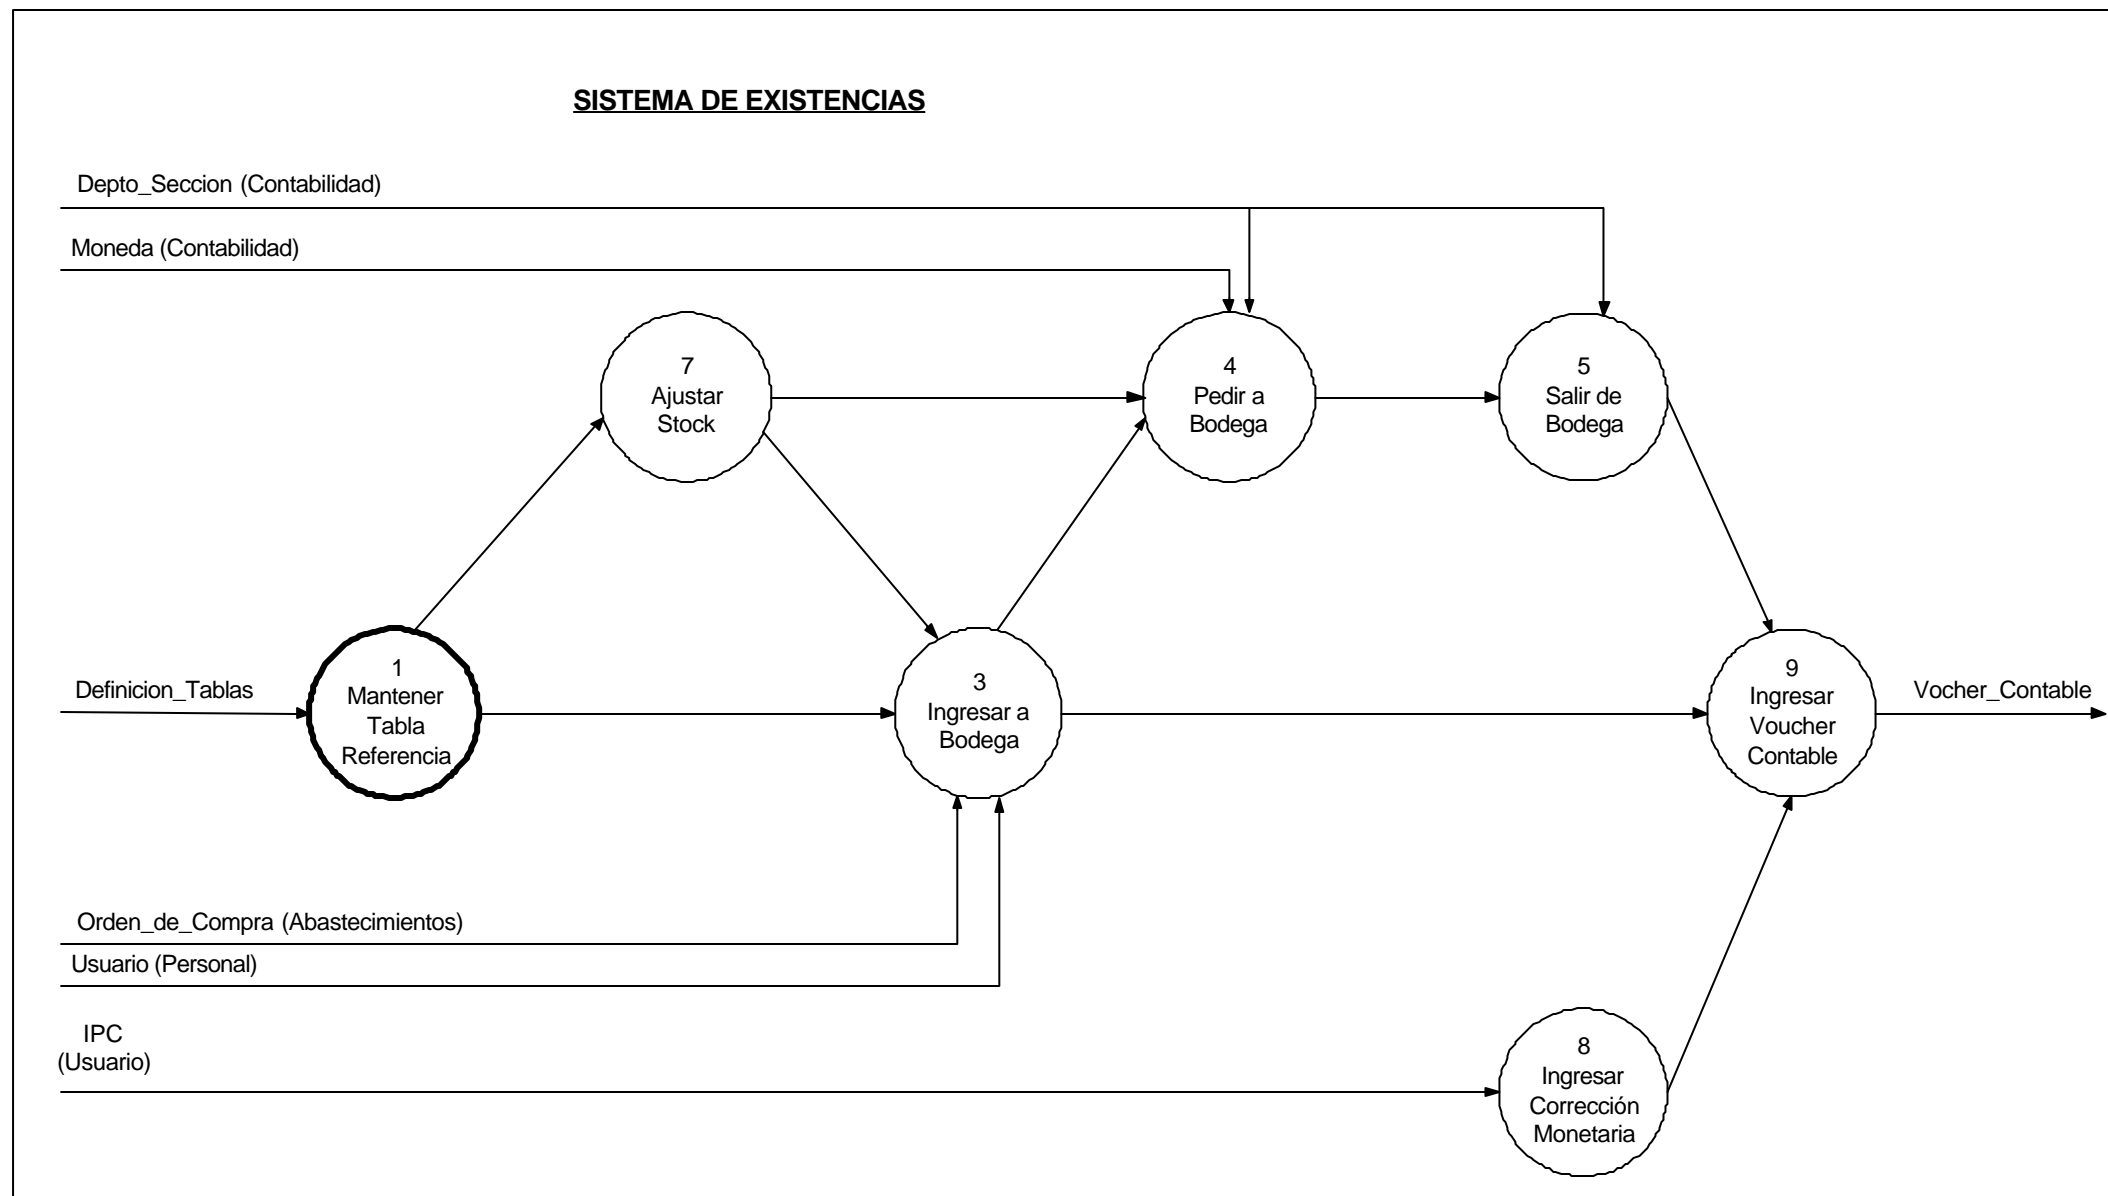 SISTEMA DE EXISTENCIAS
Depto_Seccion (Contabilidad)
Moneda (Contabilidad)
7
Ajustar
Stock
4
Pedir a
Bodega
5
Salir de
Bodega
Definicion_Tablas
1
Mantener
Tabla
Referencia
3
Ingresar a
Bodega
9
Ingresar
Voucher
Contable
Vocher_Contable
Orden_de_Compra (Abastecimientos)
Usuario (Personal)
IPC
(Usuario)
8
Ingresar
Corrección
Monetaria